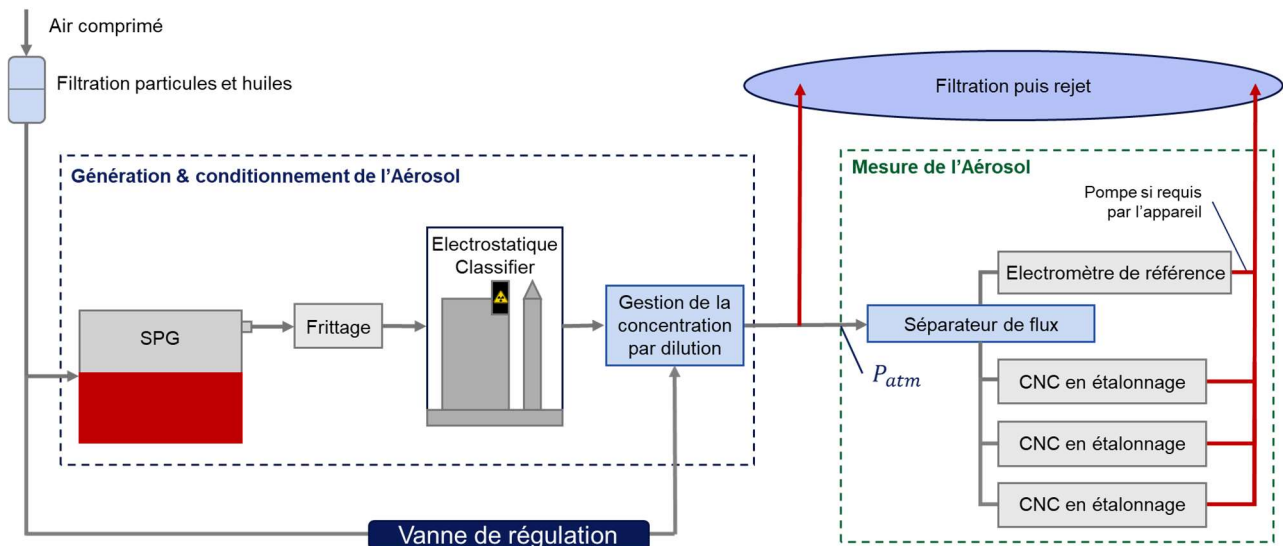 Air comprimé
Filtration particules et huiles
Filtration puis rejet
Génération & conditionnement de l'Aérosol
Mesure de l'Aérosol
Pompe si requis
par l'appareil
Electrostatique
Classifier
Electromètre de référence
SPG
Frittage
Gestion de la
concentration
par dilution
Séparateur de flux
P_atm
CNC en étalonnage
CNC en étalonnage
CNC en étalonnage
Vanne de régulation